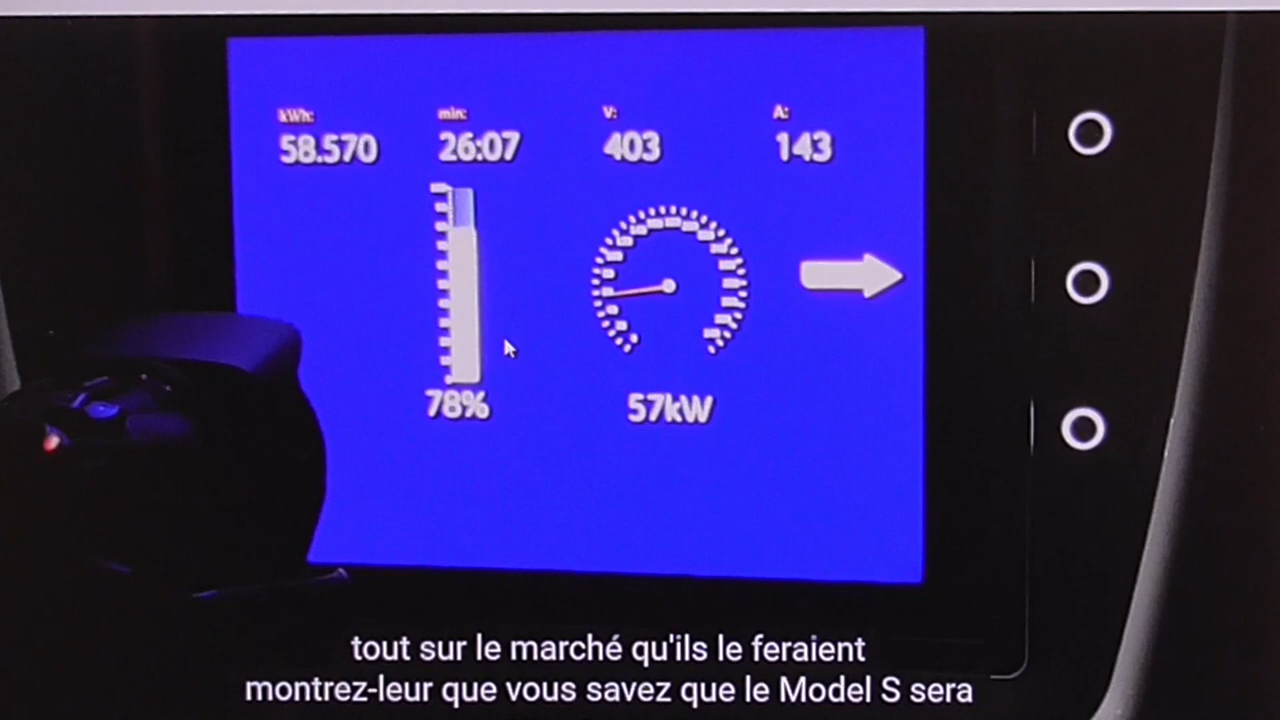 kWh: min: V: A:
58.570 26:07 403 143
78% 57kW
tout sur le marché qu'ils le feraient
montrez-leur que vous savez que le Model S sera